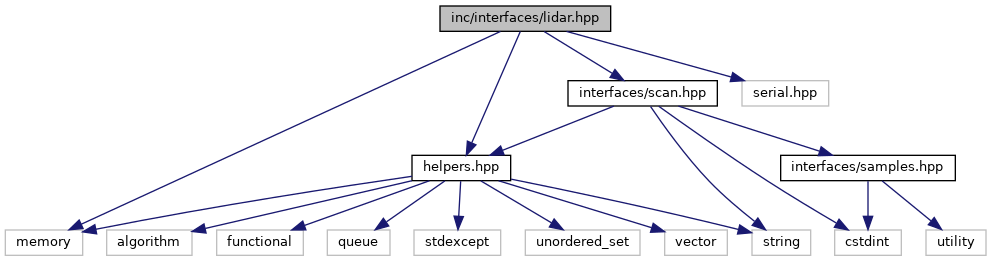 inc/interfaces/lidar.hpp
interfaces/scan.hpp
serial.hpp
helpers.hpp
interfaces/samples.hpp
memory
algorithm
functional
queue
stdexcept
unordered_set
vector
string
cstdint
utility